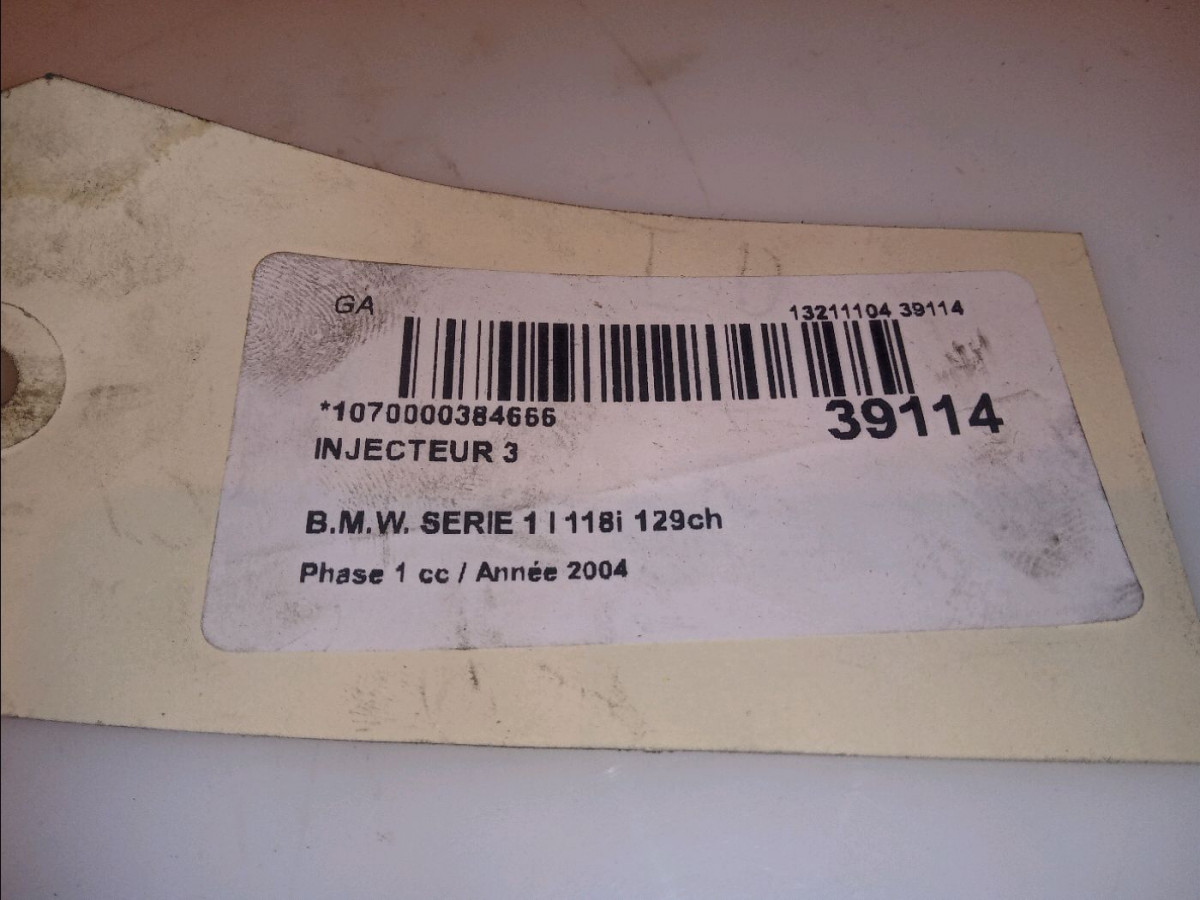 GA
13211104 39114
*1070000384666
39114
INJECTEUR 3
B.M.W. SERIE 1 I 118i 129ch
Phase 1 cc / Année 2004